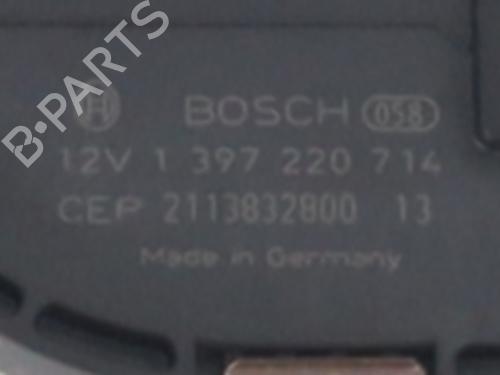 B-PARTS
BOSCH 058
12V 1 397 220 714
CEP 2113832800 13
Made in Germany